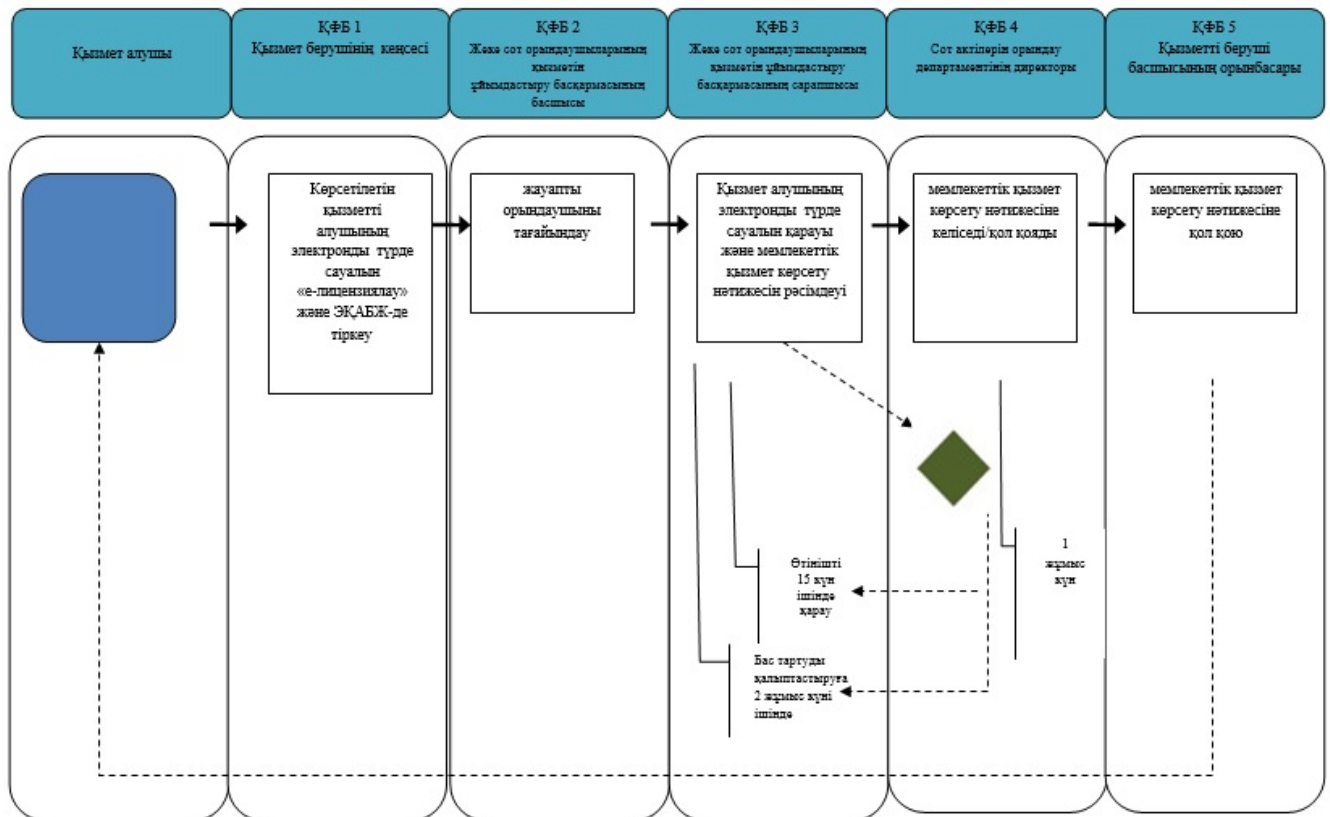 Қызмет алушы
ҚФБ 1
Қызмет берушінің кеңсесі
ҚФБ 2
Жеке сот орындаушыларының
қызметін
ұйымдастыру басқармасының
басшысы
ҚФБ 3
Жеке сот орындаушыларының
қызметін ұйымдастыру
басқармасының сарапшысы
ҚФБ 4
Сот актілерін орындау
департаментінің директоры
ҚФБ 5
Қызметті беруші
басшысының орынбасары
Көрсетілетін
қызметті
алушының
электронды түрде
сауалын
«е-лицензиялау»
және ЭҚАБЖ-де
тіркеу
жауапты
орындаушыны
тағайындау
Қызмет алушының
электронды түрде
сауалын қарауы
және мемлекеттік
қызмет көрсету
нәтижесін рәсімдеуі
мемлекеттік қызмет
көрсету нәтижесіне
келіседі/қол қояды
мемлекеттік қызмет
көрсету нәтижесіне
қол қою
Өтінішті
15 күн
ішінде
қарау
1
жұмыс
күн
Бас тартуды
қалыптастыруға
2 жұмыс күні
ішінде